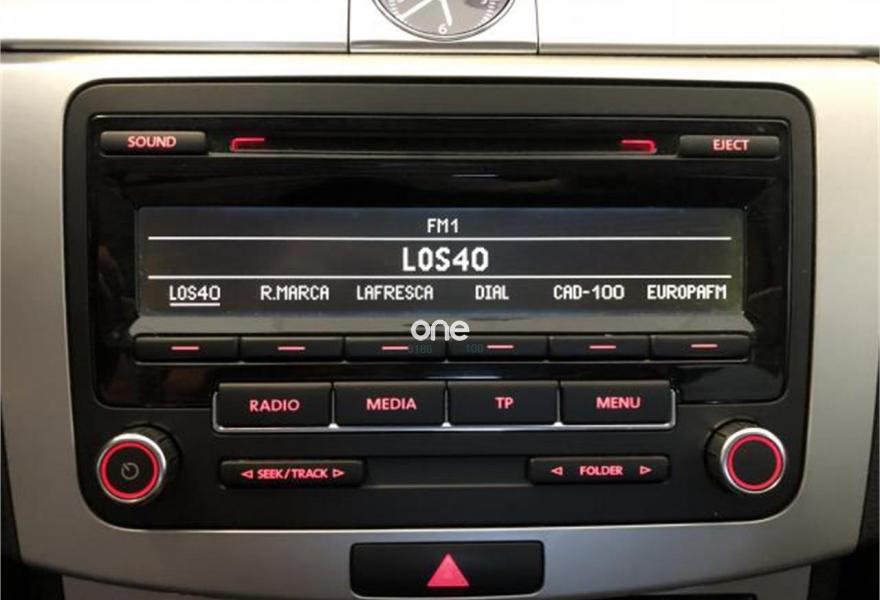 6
SOUND
EJECT
FM1
LOS40
LOS40 R.MARCA LAFRESCA DIAL CAD-100 EUROPAFM
one
RADIO MEDIA TP MENU
SEEK/TRACK FOLDER